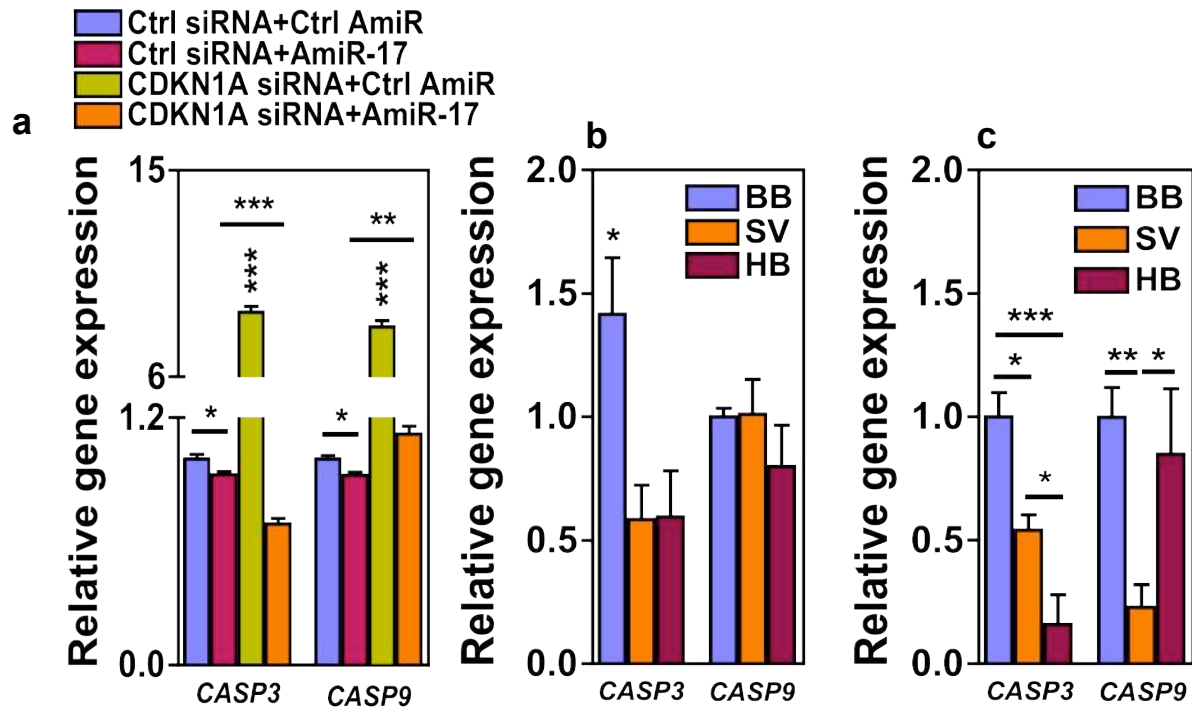 Ctrl siRNA+Ctrl AmiR
Ctrl siRNA+AmiR-17
CDKN1A siRNA+Ctrl AmiR
CDKN1A siRNA+AmiR-17
a
Relative gene expression
15
6
1.2
0.0
***
**
***
***
*
*
CASP3
CASP9
b
Relative gene expression
2.0
1.5
1.0
0.5
0.0
BB
SV
HB
*
CASP3
CASP9
c
Relative gene expression
2.0
1.5
1.0
0.5
0.0
BB
SV
HB
***
*
*
**
*
CASP3
CASP9